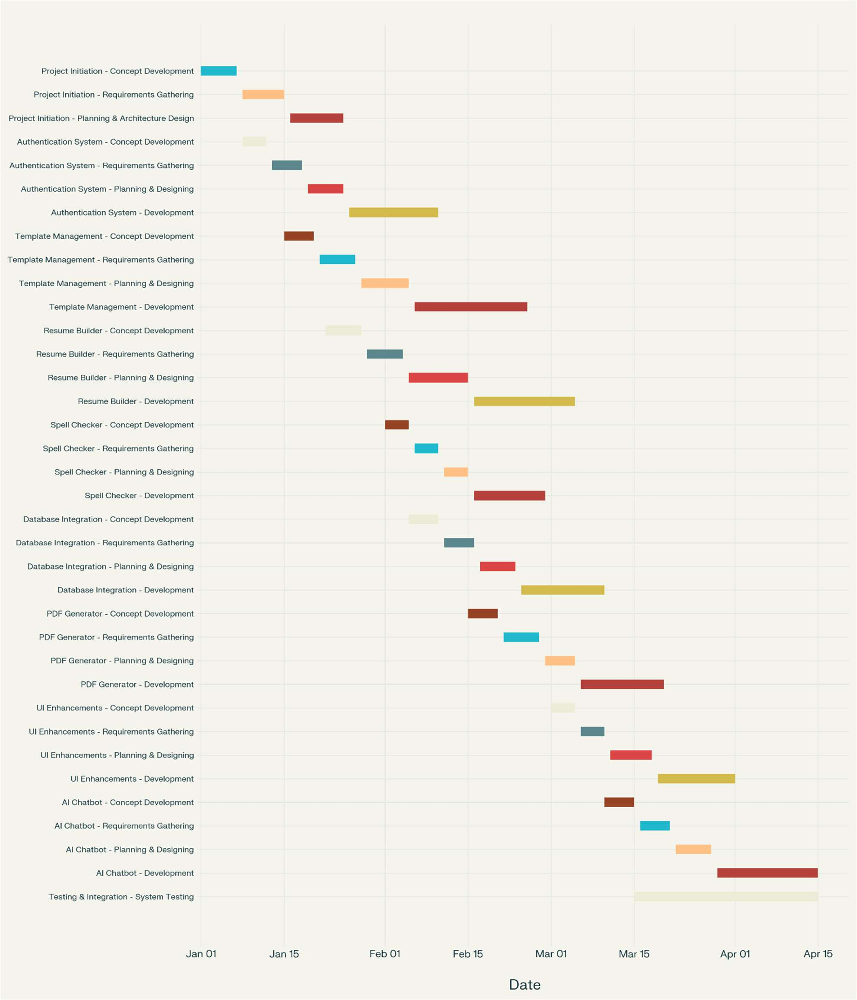 Project Initiation - Concept Development
Project Initiation - Requirements Gathering
Project Initiation - Planning & Architecture Design
Authentication System - Concept Development
Authentication System - Requirements Gathering
Authentication System - Planning & Designing
Authentication System - Development
Template Management - Concept Development
Template Management - Requirements Gathering
Template Management - Planning & Designing
Template Management - Development
Resume Builder - Concept Development
Resume Builder - Requirements Gathering
Resume Builder - Planning & Designing
Resume Builder - Development
Spell Checker - Concept Development
Spell Checker - Requirements Gathering
Spell Checker - Planning & Designing
Spell Checker - Development
Database Integration - Concept Development
Database Integration - Requirements Gathering
Database Integration - Planning & Designing
Database Integration - Development
PDF Generator - Concept Development
PDF Generator - Requirements Gathering
PDF Generator - Planning & Designing
PDF Generator - Development
UI Enhancements - Concept Development
UI Enhancements - Requirements Gathering
UI Enhancements - Planning & Designing
UI Enhancements - Development
AI Chatbot - Concept Development
AI Chatbot - Requirements Gathering
AI Chatbot - Planning & Designing
AI Chatbot - Development
Testing & Integration - System Testing
Jan 01 Jan 15 Feb 01 Feb 15 Mar 01 Mar 15 Apr 01 Apr 15
Date